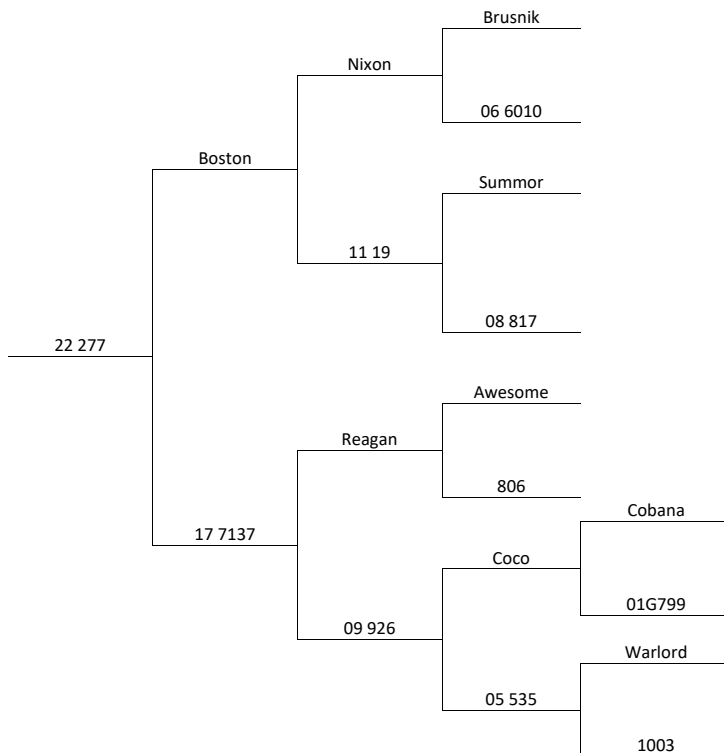 Brusnik
Nixon
06 6010
Boston
Summor
11 19
08 817
22 277
Awesome
Reagan
806
Cobana
17 7137
Coco
01G799
09 926
Warlord
05 535
1003